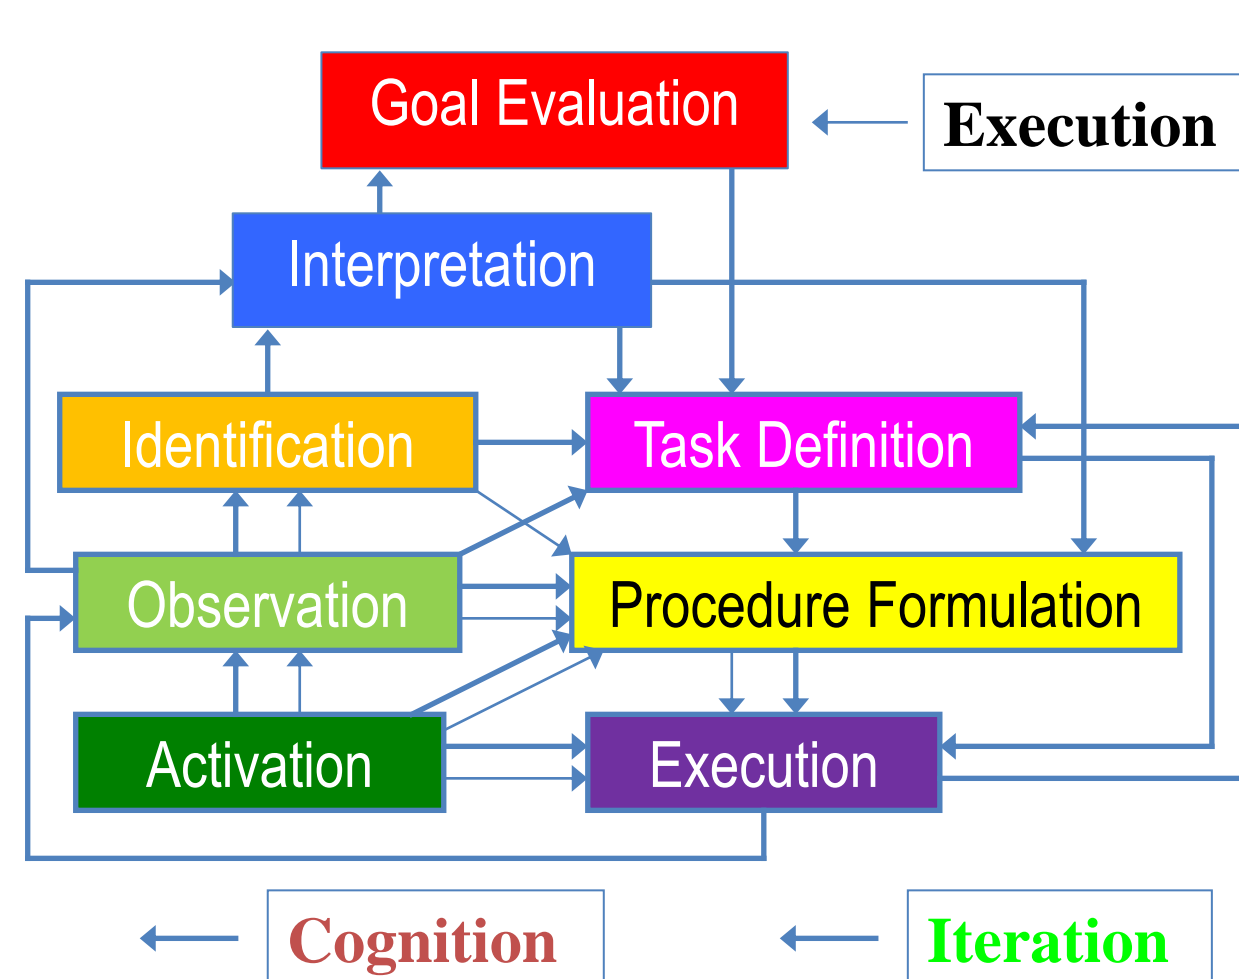 Goal Evaluation
Execution
Interpretation
Identification
Task Definition
Observation
Procedure Formulation
Activation
Execution
Cognition
Iteration